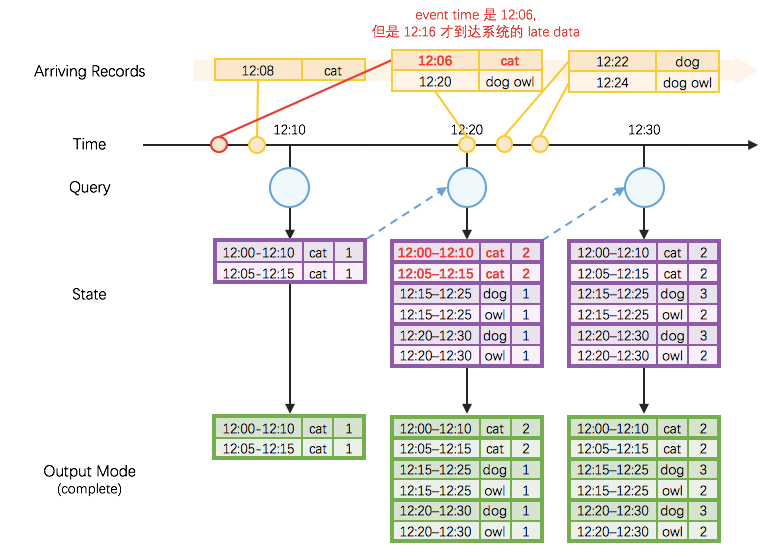 event time 是 12:06,
但是 12:16 才到达系统的 late data
Arriving Records
12:08 cat
12:06 cat
12:20 dog owl
12:22 dog
12:24 dog owl
Time
12:10
12:20
12:30
Query
State
12:00-12:10 cat 1
12:05-12:15 cat 1
12:00–12:10 cat 2
12:05–12:15 cat 2
12:15–12:25 dog 1
12:15–12:25 owl 1
12:20–12:30 dog 1
12:20–12:30 owl 1
12:00–12:10 cat 2
12:05–12:15 cat 2
12:15–12:25 dog 3
12:15–12:25 owl 2
12:20–12:30 dog 3
12:20–12:30 owl 2
Output Mode
(complete)
12:00-12:10 cat 1
12:05-12:15 cat 1
12:00–12:10 cat 2
12:05–12:15 cat 2
12:15–12:25 dog 1
12:15–12:25 owl 1
12:20–12:30 dog 1
12:20–12:30 owl 1
12:00–12:10 cat 2
12:05–12:15 cat 2
12:15–12:25 dog 3
12:15–12:25 owl 2
12:20–12:30 dog 3
12:20–12:30 owl 2